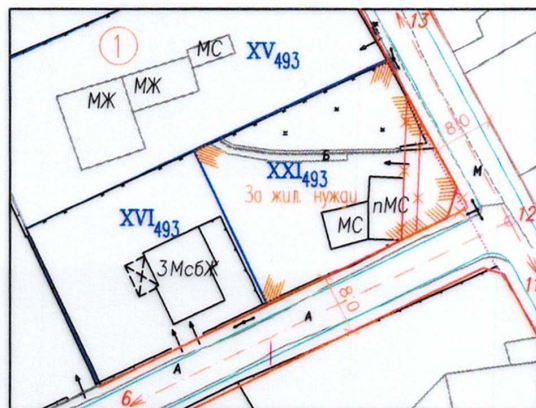 1
МЖ
МЖ
МС
XV493
13
8.0
Б
XXI493
За жил. нужди
М
XVI493
МС
пМС
12
3МсбЖ
11
8.0
А
А
6